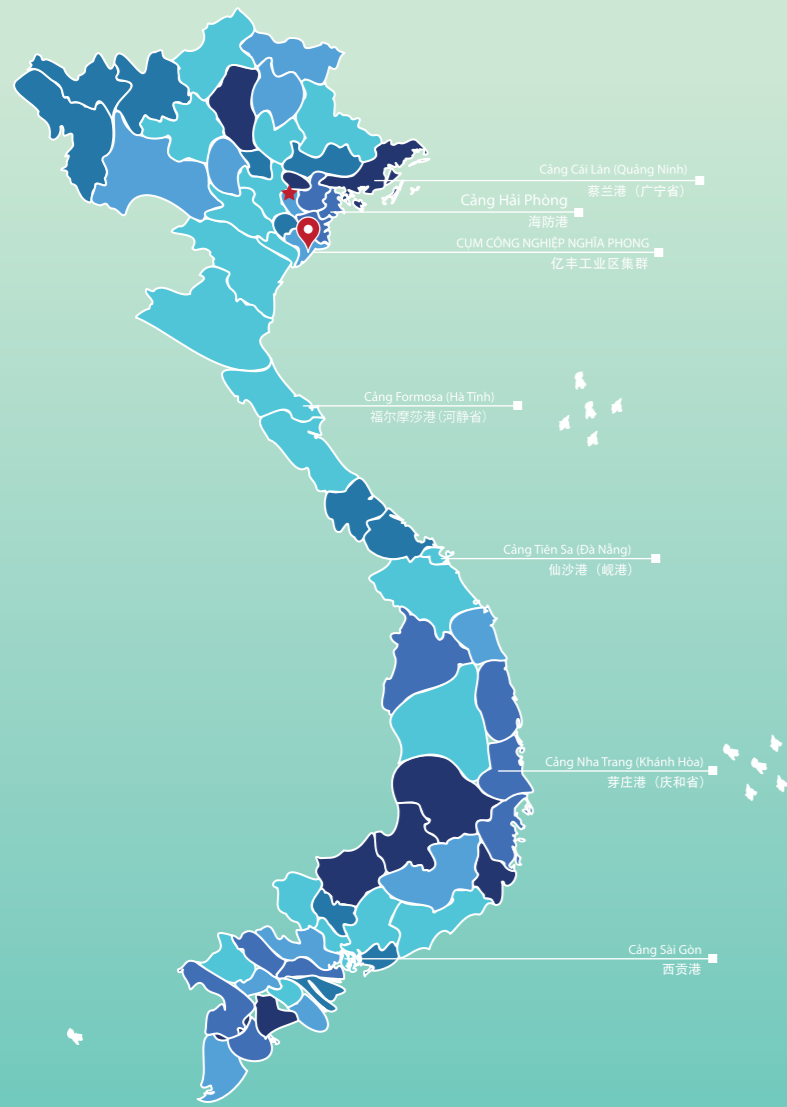 Cảng Cái Lân (Quảng Ninh)
蔡兰港（广宁省）
Cảng Hải Phòng
海防港
CỤM CÔNG NGHIỆP NGHĨA PHONG
亿丰工业区集群
Cảng Formosa (Hà Tĩnh)
福尔摩莎港(河静省)
Cảng Tiên Sa (Đà Nẵng)
仙沙港（岘港）
Cảng Nha Trang (Khánh Hòa)
芽庄港（庆和省）
Cảng Sài Gòn
西贡港